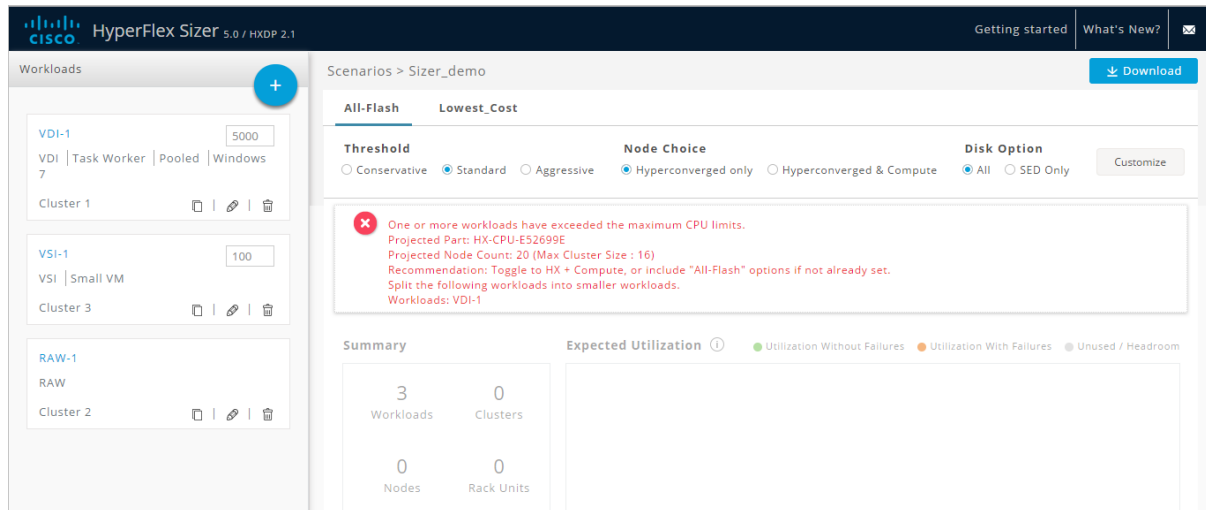 CISCO HyperFlex Sizer 5.0 / HXDP 2.1
Getting started What's New?
Workloads
+
VDI-1 5000
VDI | Task Worker | Pooled | Windows
7
Cluster 1
VSI-1 100
VSI | Small VM
Cluster 3
RAW-1
RAW
Cluster 2
Scenarios > Sizer_demo
Download
All-Flash Lowest_Cost
Threshold Node Choice Disk Option
Conservative Standard Aggressive Hyperconverged only Hyperconverged & Compute All SED Only
Customize
One or more workloads have exceeded the maximum CPU limits.
Projected Part: HX-CPU-E52699E
Projected Node Count: 20 (Max Cluster Size : 16)
Recommendation: Toggle to HX + Compute, or include "All-Flash" options if not already set.
Split the following workloads into smaller workloads.
Workloads: VDI-1
Summary
3 0
Workloads Clusters
0 0
Nodes Rack Units
Expected Utilization i Utilization Without Failures Utilization With Failures Unused / Headroom